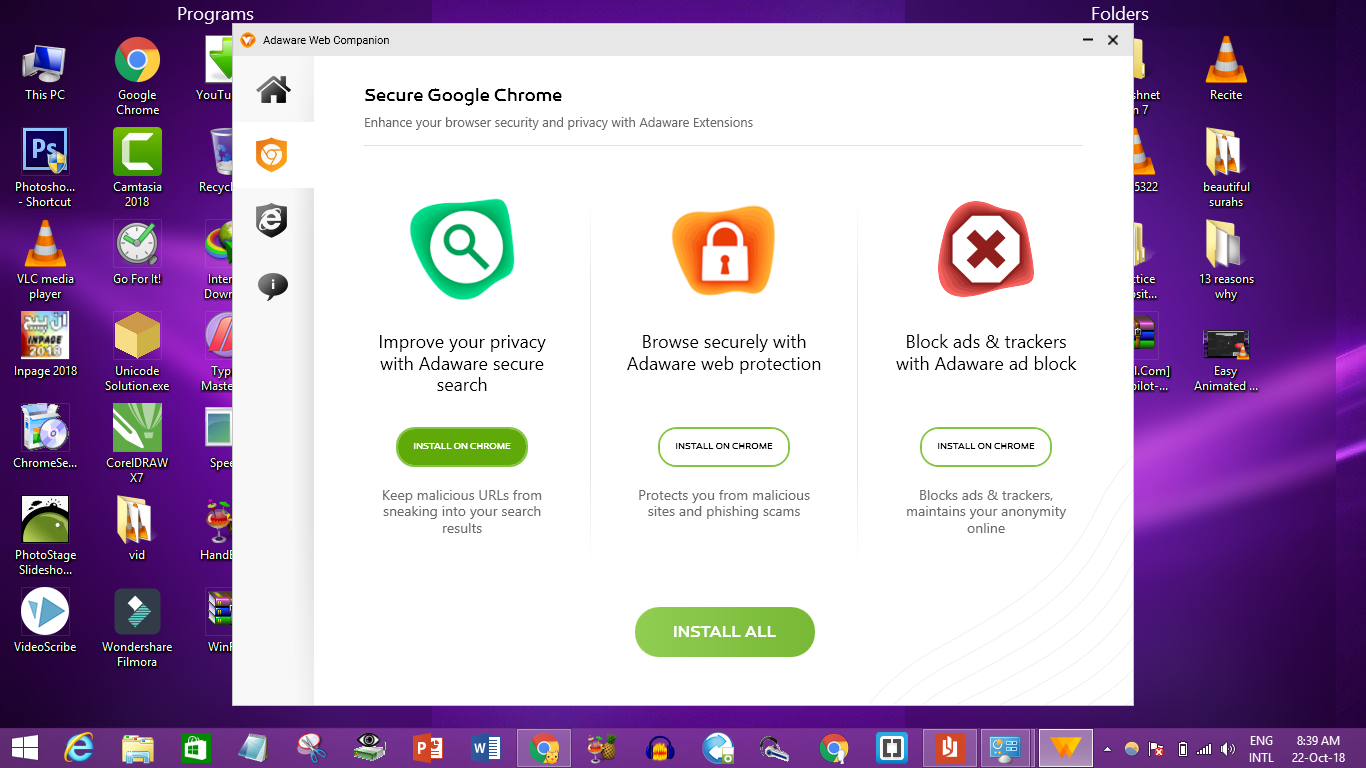 Programs
Folders
Adaware Web Companion
Secure Google Chrome
Enhance your browser security and privacy with Adaware Extensions
Improve your privacy
with Adaware secure
search
INSTALL ON CHROME
Keep malicious URLs from
sneaking into your search
results
Browse securely with
Adaware web protection
INSTALL ON CHROME
Protects you from malicious
sites and phishing scams
Block ads & trackers
with Adaware ad block
INSTALL ON CHROME
Blocks ads & trackers,
maintains your anonymity
online
INSTALL ALL
This PC
Google
Chrome
YouTu
Ps
Photosho...
- Shortcut
Camtasia
2018
Recyc
VLC media
player
Go For It!
Inter
Down
ان پیج
INPAGE
2018
Inpage 2018
Unicode
Solution.exe
Typ
Maste
ChromeSe...
CorelDRAW
X7
Spee
PhotoStage
Slidesho...
vid
HandB
VideoScribe
Wondershare
Filmora
WinR
shnet
n 7
Recite
5322
beautiful
surahs
ctice
osit...
13 reasons
why
l.Com]
pilot-...
Easy
Animated ...
ENG
INTL
8:39 AM
22-Oct-18